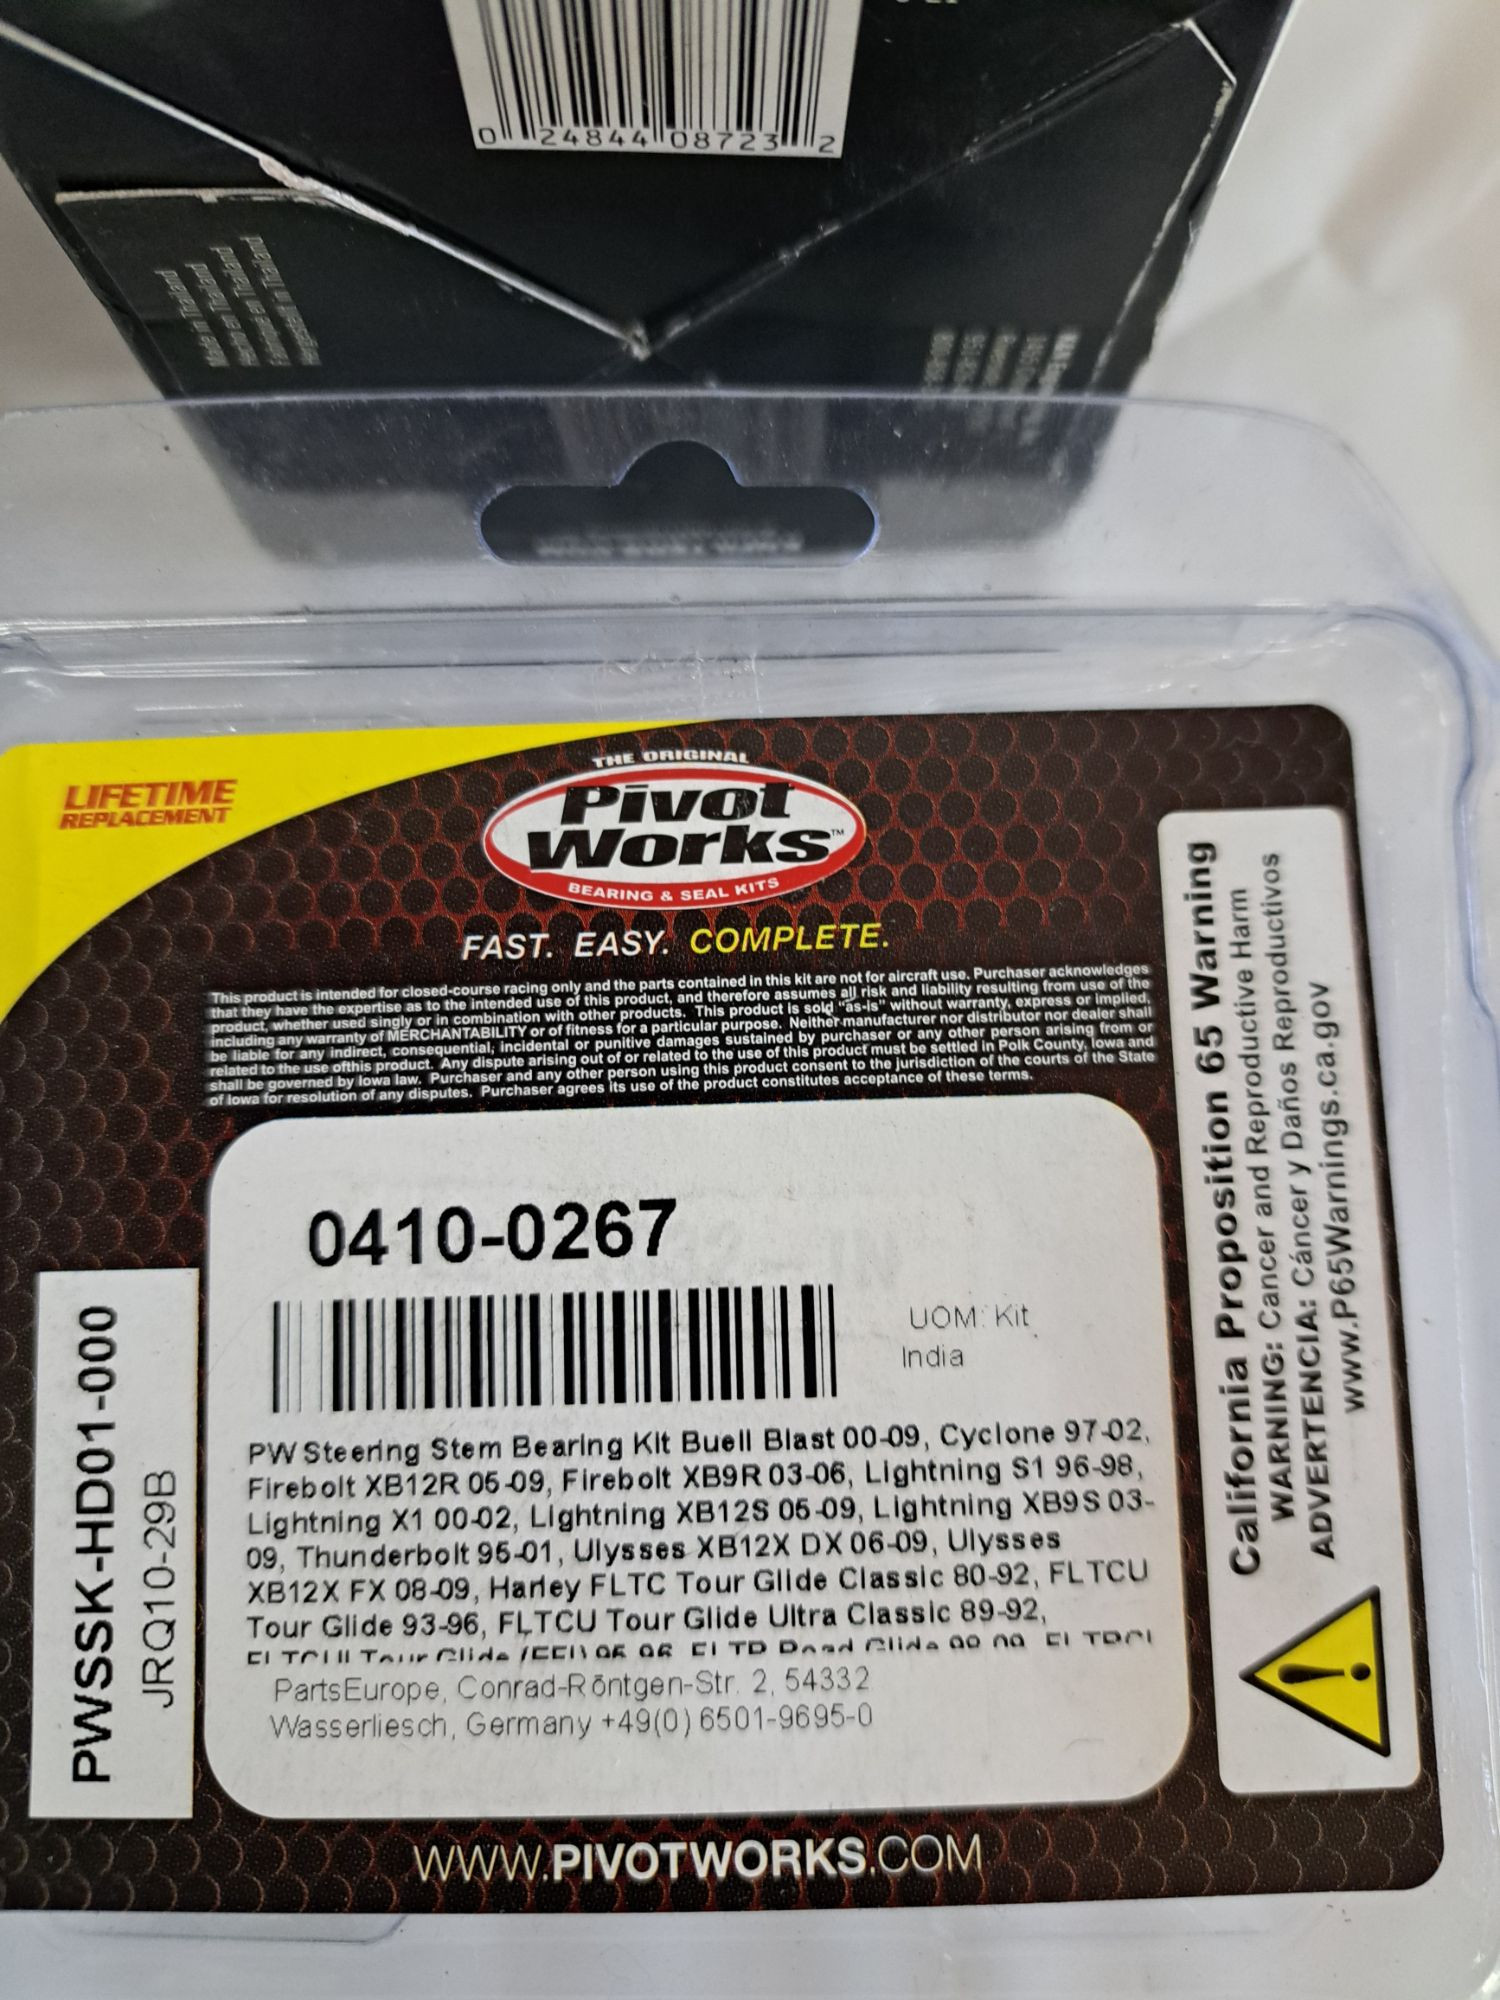 0 24844 08723 2
Made in Thailand
LIFETIME
REPLACEMENT
THE ORIGINAL
Pivot
Works™
BEARING & SEAL KITS
FAST. EASY. COMPLETE.
This product is intended for closed-course racing only and the parts contained in this kit are not for aircraft use. Purchaser acknowledges
that they have the expertise as to the intended use of this product, and therefore assumes all risk and liability resulting from use of the
product, whether used singly or in combination with other products. This product is sold "as-is" without warranty, express or implied,
including any warranty of MERCHANTABILITY or of fitness for a particular purpose. Neither manufacturer nor distributor nor dealer shall
be liable for any indirect, consequential, incidental or punitive damages sustained by purchaser or any other person arising from or
related to the use ofthis product. Any dispute arising out of or related to the use of this product must be settled in Polk County, Iowa and
shall be governed by Iowa law. Purchaser and any other person using this product consent to the jurisdiction of the courts of the State
of Iowa for resolution of any disputes. Purchaser agrees its use of the product constitutes acceptance of these terms.
0410-0267
UOM: Kit
India
PW Steering Stem Bearing Kit Buell Blast 00-09, Cyclone 97-02,
Firebolt XB12R 05-09, Firebolt XB9R 03-06, Lightning S1 96-98,
Lightning X1 00-02, Lightning XB12S 05-09, Lightning XB9S 03-
09, Thunderbolt 95-01, Ulysses XB12X DX 06-09, Ulysses
XB12X FX 08-09, Harley FLTC Tour Glide Classic 80-92, FLTCU
Tour Glide 93-96, FLTCU Tour Glide Ultra Classic 89-92,
PartsEurope, Conrad-Röntgen-Str. 2, 54332
Wasserliesch, Germany +49(0)6501-9695-0
PWSSK-HD01-000
JRQ10-29B
California Proposition 65 Warning
WARNING: Cancer and Reproductive Harm
ADVERTENCIA: Cáncer y Daños Reproductivos
www.P65Warnings.ca.gov
WWW.PIVOTWORKS.COM